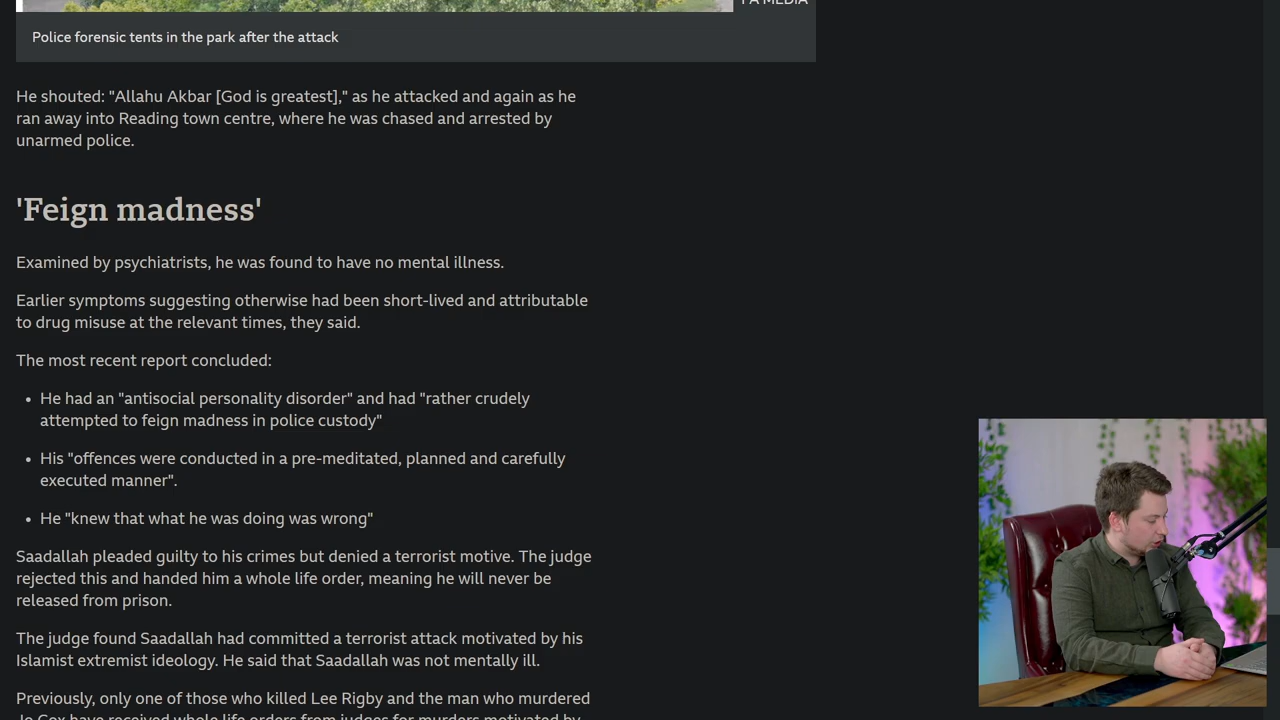 Police forensic tents in the park after the attack
He shouted: "Allahu Akbar [God is greatest]," as he attacked and again as he
ran away into Reading town centre, where he was chased and arrested by
unarmed police.
'Feign madness'
Examined by psychiatrists, he was found to have no mental illness.
Earlier symptoms suggesting otherwise had been short-lived and attributable
to drug misuse at the relevant times, they said.
The most recent report concluded:
• He had an "antisocial personality disorder" and had "rather crudely
attempted to feign madness in police custody"
• His "offences were conducted in a pre-meditated, planned and carefully
executed manner".
• He "knew that what he was doing was wrong"
Saadallah pleaded guilty to his crimes but denied a terrorist motive. The judge
rejected this and handed him a whole life order, meaning he will never be
released from prison.
The judge found Saadallah had committed a terrorist attack motivated by his
Islamist extremist ideology. He said that Saadallah was not mentally ill.
Previously, only one of those who killed Lee Rigby and the man who murdered
Jo Cox have received whole life orders from judges for murders motivated by